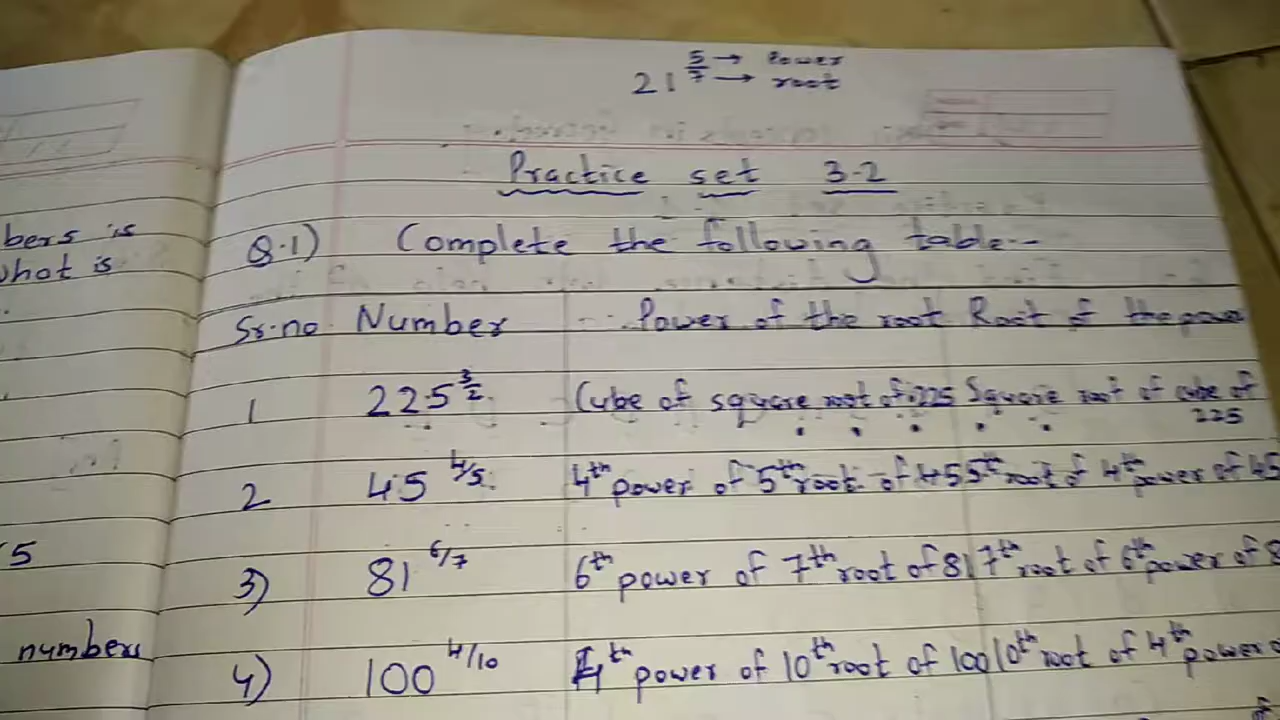 21 5/7 → Power
→ root
Practice set 3.2
Q.1) Complete the following table:-
Sr.no. Number Power of the root Root of the powe
1 225 3/2 Cube of square root of 225 Square root of cube of
225
2 45 4/5 4th power of 5th root of 45 5th root of 4th power of 45
3) 81 6/7 6th power of 7th root of 81 7th root of 6th power of 8
4) 100 4/10 4th power of 10th root of 100 10th root of 4th power o
bers is
what is
5
numbers